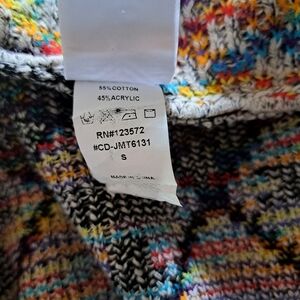 55%COTTON
45%ACRYLIC
RN#123572
#CD-JMT6131
S
MADE IN CHINA